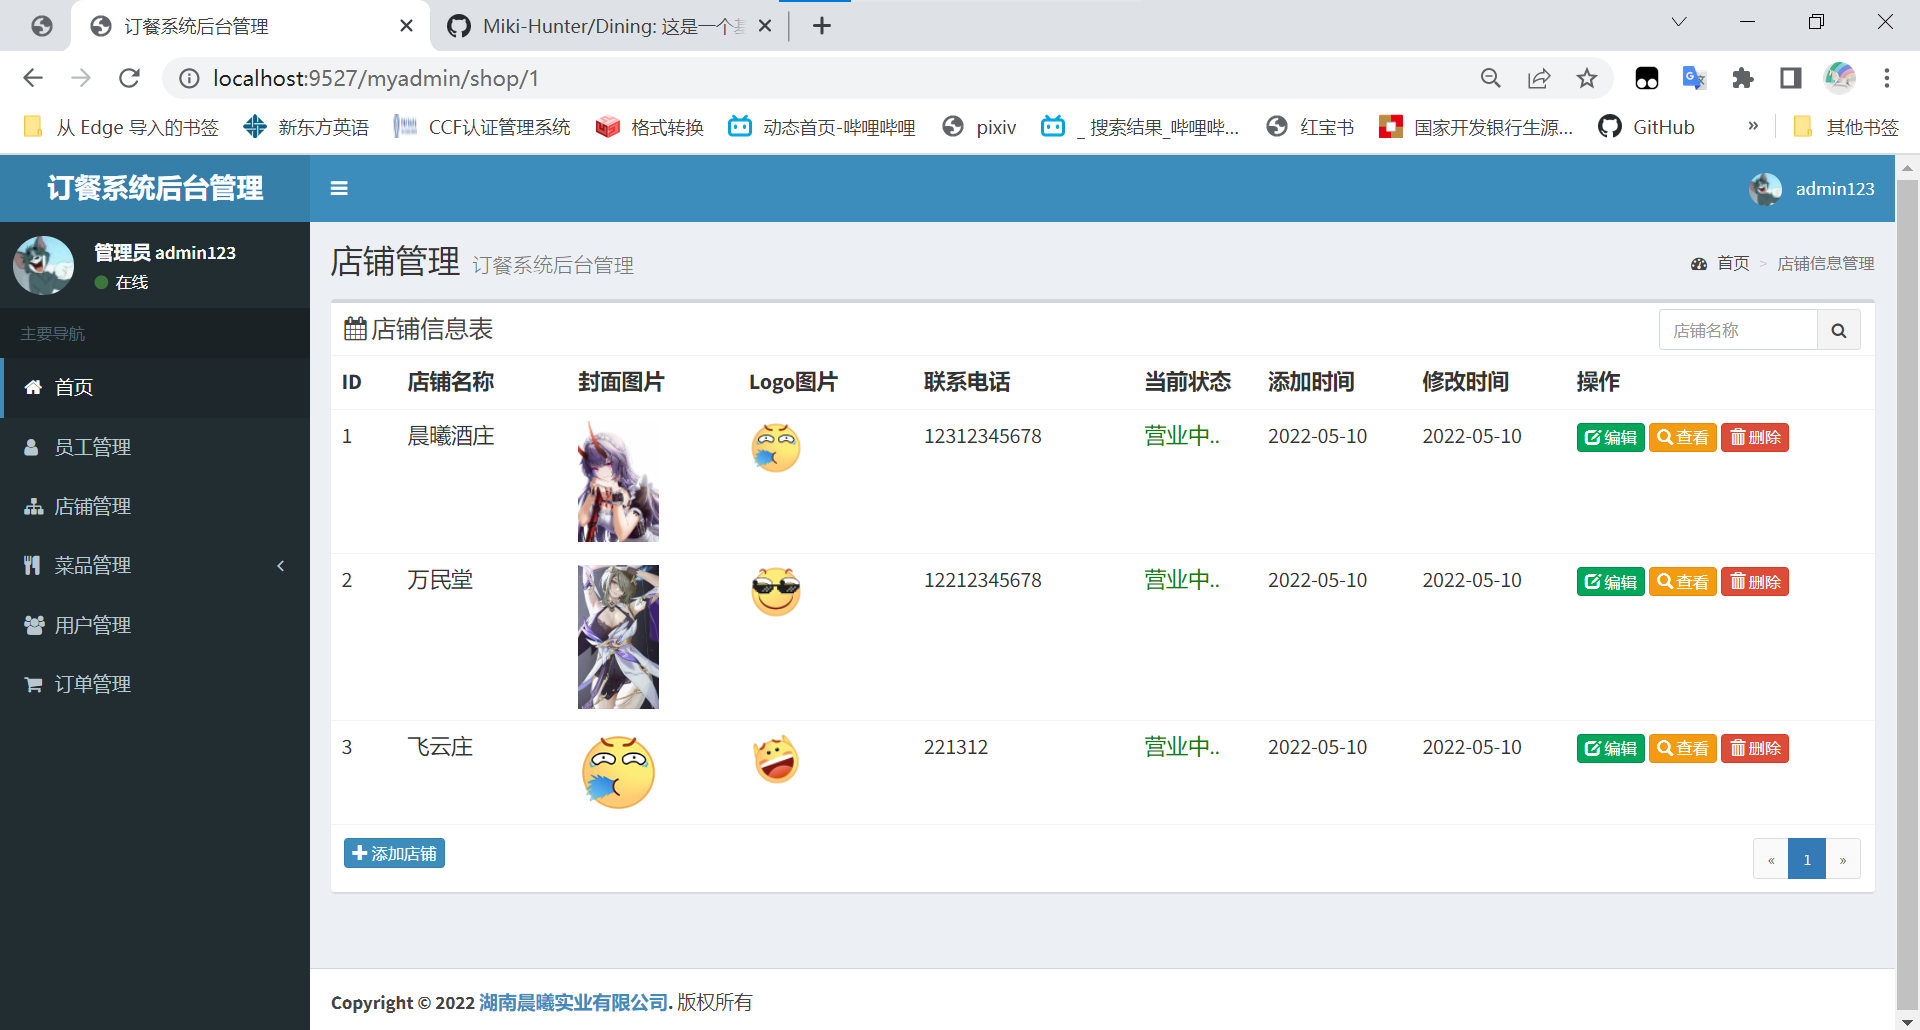 订餐系统后台管理
Miki-Hunter/Dining: 这是一个基
localhost:9527/myadmin/shop/1
从 Edge 导入的书签 新东方英语 CCF认证管理系统 格式转换 动态首页-哔哩哔哩 pixiv _ 搜索结果_哔哩哔... 红宝书 国家开发银行生源... GitHub » 其他书签
订餐系统后台管理 admin123
管理员 admin123
在线
主要导航
首页
员工管理
店铺管理
菜品管理
用户管理
订单管理
店铺管理 订餐系统后台管理 首页 > 店铺信息管理
店铺信息表 店铺名称
ID 店铺名称 封面图片 Logo图片 联系电话 当前状态 添加时间 修改时间 操作
1 晨曦酒庄 12312345678 营业中.. 2022-05-10 2022-05-10 编辑 查看 删除
2 万民堂 12212345678 营业中.. 2022-05-10 2022-05-10 编辑 查看 删除
3 飞云庄 221312 营业中.. 2022-05-10 2022-05-10 编辑 查看 删除
添加店铺 « 1 »
Copyright © 2022 湖南晨曦实业有限公司. 版权所有